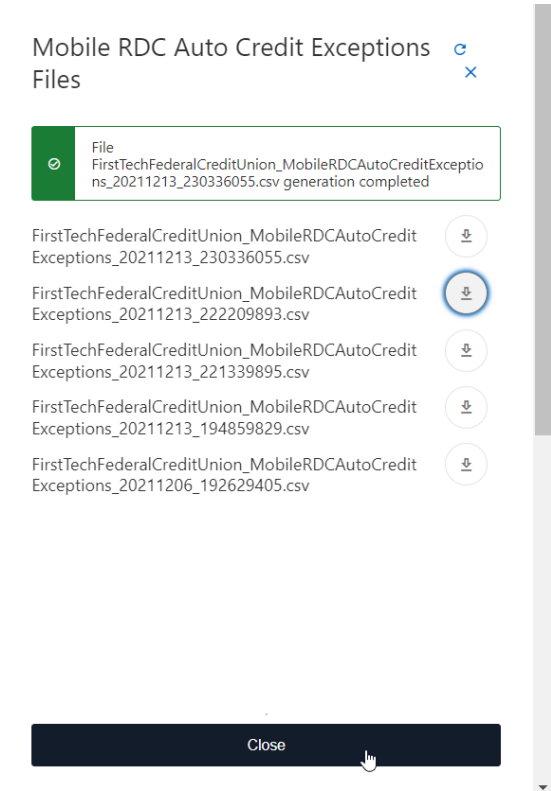 Mobile RDC Auto Credit Exceptions
Files
File
FirstTechFederalCreditUnion_MobileRDCAutoCreditExceptio
ns_20211213_230336055.csv generation completed
FirstTechFederalCreditUnion_MobileRDCAutoCredit
Exceptions_20211213_230336055.csv
FirstTechFederalCreditUnion_MobileRDCAutoCredit
Exceptions_20211213_222209893.csv
FirstTechFederalCreditUnion_MobileRDCAutoCredit
Exceptions_20211213_221339895.csv
FirstTechFederalCreditUnion_MobileRDCAutoCredit
Exceptions_20211213_194859829.csv
FirstTechFederalCreditUnion_MobileRDCAutoCredit
Exceptions_20211206_192629405.csv
Close